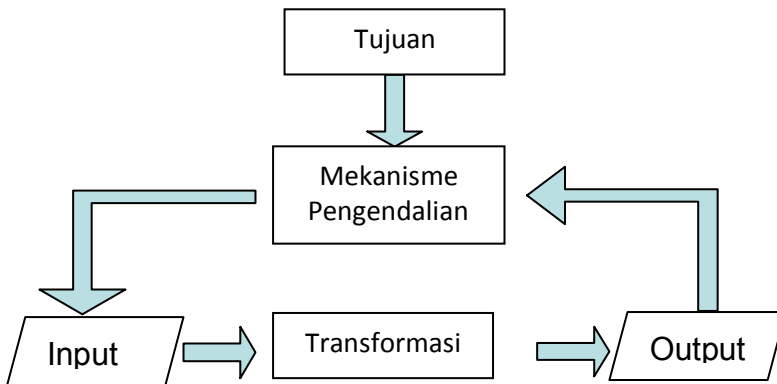 Tujuan
Mekanisme
Pengendalian
Input
Transformasi
Output